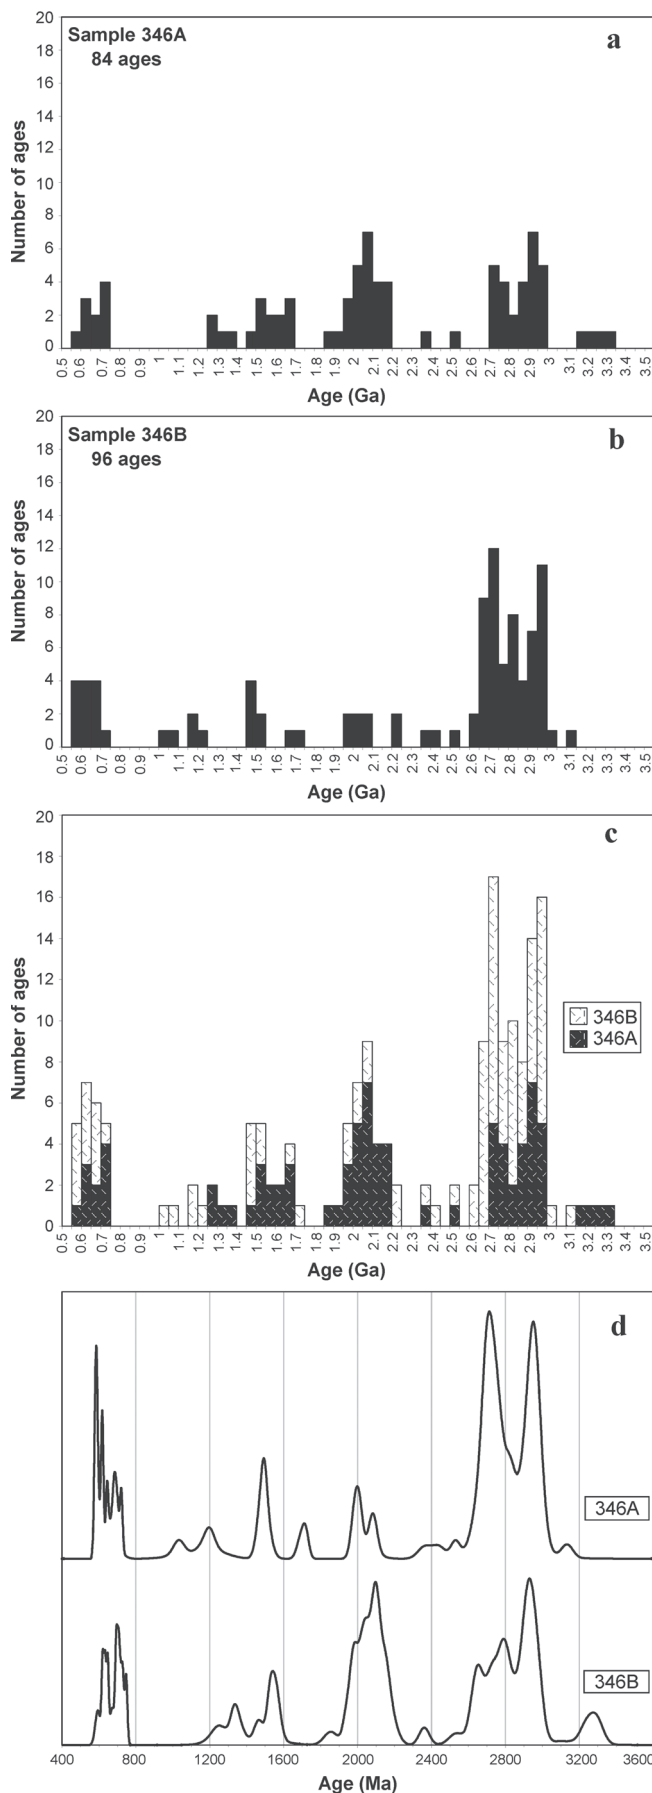 Sample 346A
84 ages
a
Number of ages
20
18
16
14
12
10
8
6
4
2
0
0.5 0.6 0.7 0.8 0.9 1 1.1 1.2 1.3 1.4 1.5 1.6 1.7 1.8 1.9 2 2.1 2.2 2.3 2.4 2.5 2.6 2.7 2.8 2.9 3 3.1 3.2 3.3 3.4 3.5
Age (Ga)
Sample 346B
96 ages
b
Number of ages
20
18
16
14
12
10
8
6
4
2
0
0.5 0.6 0.7 0.8 0.9 1 1.1 1.2 1.3 1.4 1.5 1.6 1.7 1.8 1.9 2 2.1 2.2 2.3 2.4 2.5 2.6 2.7 2.8 2.9 3 3.1 3.2 3.3 3.4 3.5
Age (Ga)
c
Number of ages
20
18
16
14
12
10
8
6
4
2
0
346B
346A
0.5 0.6 0.7 0.8 0.9 1 1.1 1.2 1.3 1.4 1.5 1.6 1.7 1.8 1.9 2 2.1 2.2 2.3 2.4 2.5 2.6 2.7 2.8 2.9 3 3.1 3.2 3.3 3.4 3.5
Age (Ga)
d
346A
346B
400 800 1200 1600 2000 2400 2800 3200 3600
Age (Ma)